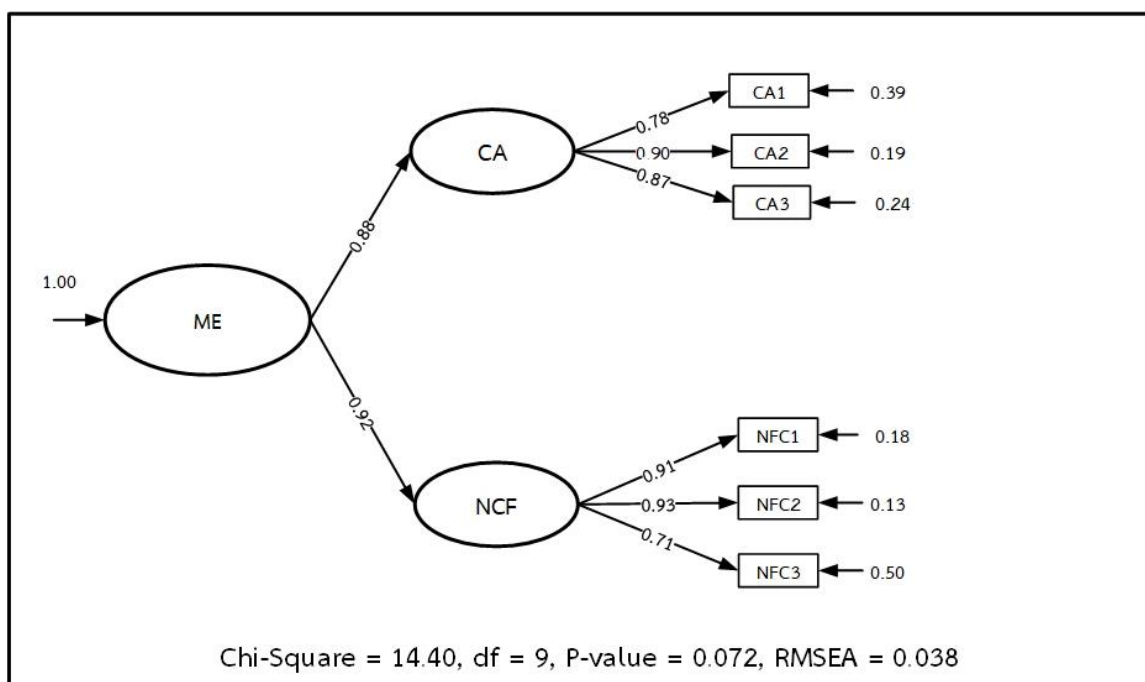 CA1
0.39
0.78
CA
0.90
CA2
0.19
0.87
CA3
0.24
0.88
1.00
ME
0.92
NFC1
0.18
0.91
NCF
0.93
NFC2
0.13
0.71
NFC3
0.50
Chi-Square = 14.40, df = 9, P-value = 0.072, RMSEA = 0.038